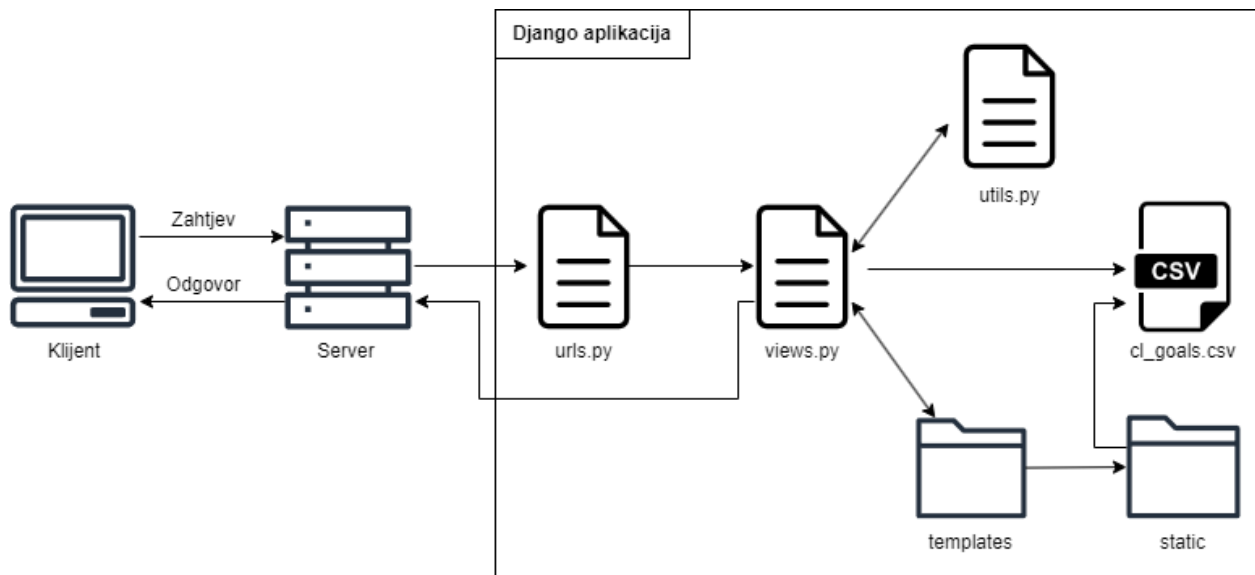 Django aplikacija
utils.py
Zahtjev
CSV
Odgovor
Klijent
Server
urls.py
views.py
cl_goals.csv
templates
static